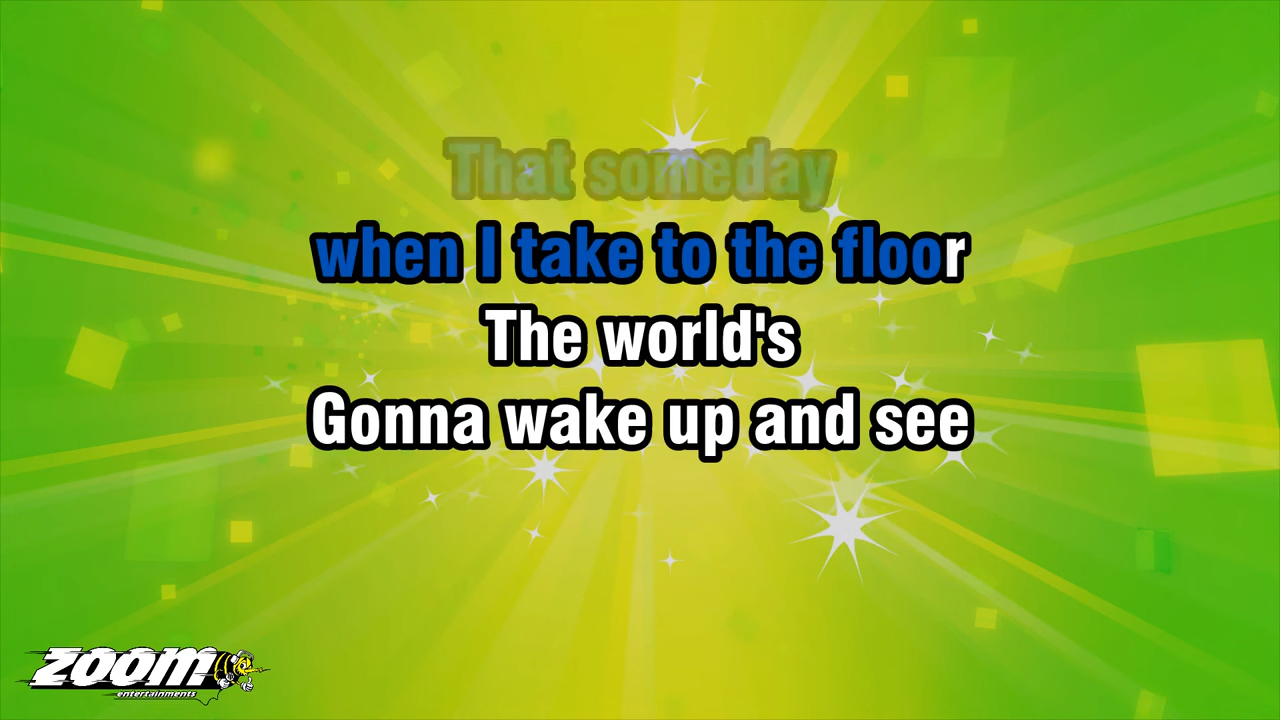 That someday
when I take to the floor
The world's
Gonna wake up and see
zoom
entertainments